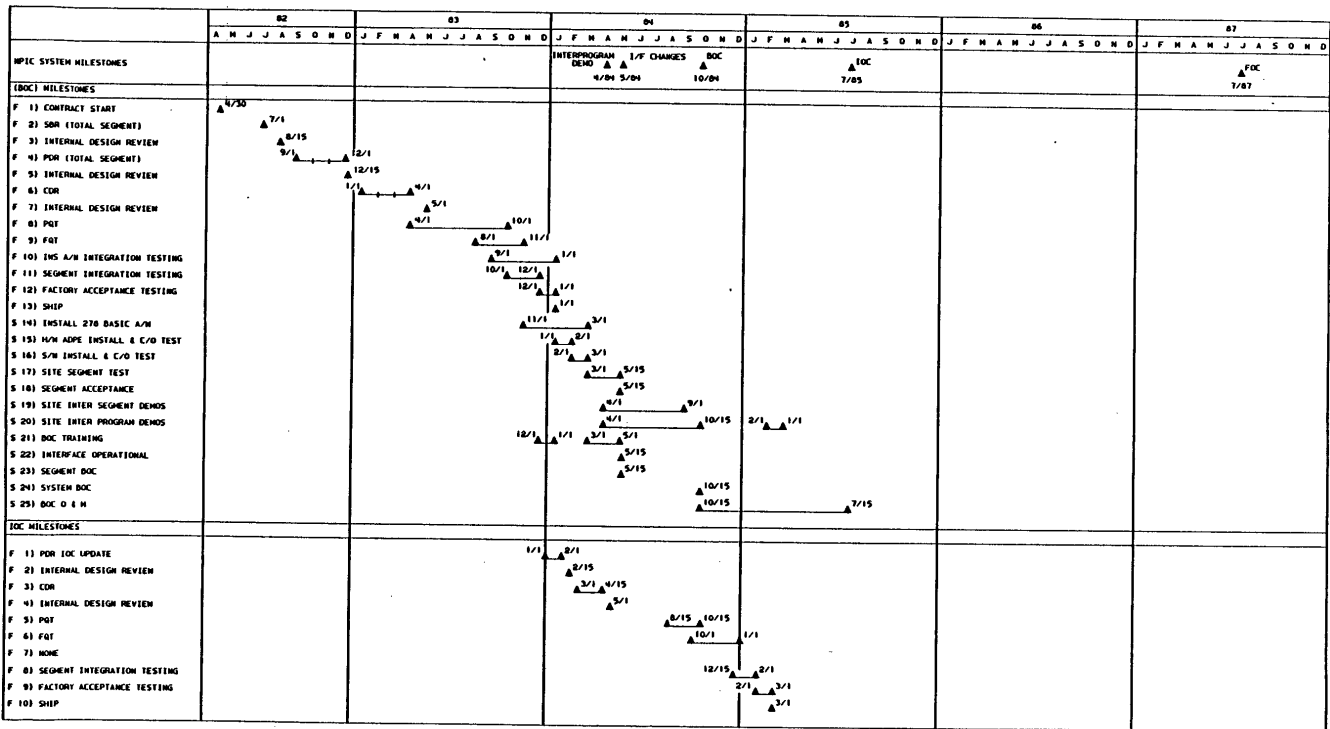 82 83 84 85 86 87
A M J J A S O N D J F M A M J J A S O N D J F M A M J J A S O N D J F M A M J J A S O N D J F M A M J J A S O N D J F M A M J J A S O N D
NPIC SYSTEM MILESTONES INTERPROGRAM DEMO 4/84 I/F CHANGES 5/84 BOC 10/84 IOC 7/85 FOC 7/87
(BOC) MILESTONES
F 1) CONTRACT START 4/30
F 2) SDR (TOTAL SEGMENT) 7/1
F 3) INTERNAL DESIGN REVIEW 8/15
F 4) PDR (TOTAL SEGMENT) 9/1 12/1
F 5) INTERNAL DESIGN REVIEW 12/15
F 6) CDR 1/1 4/1
F 7) INTERNAL DESIGN REVIEW 5/1
F 8) PQT 4/1 10/1
F 9) FQT 8/1 11/1
F 10) INS A/W INTEGRATION TESTING 9/1 1/1
F 11) SEGMENT INTEGRATION TESTING 10/1 12/1
F 12) FACTORY ACCEPTANCE TESTING 12/1 1/1
F 13) SHIP 1/1
S 14) INSTALL 270 BASIC A/W 11/1 3/1
S 15) H/W ADPE INSTALL & C/O TEST 1/1 2/1
S 16) S/W INSTALL & C/O TEST 2/1 3/1
S 17) SITE SEGMENT TEST 3/1 5/15
S 18) SEGMENT ACCEPTANCE 5/15
S 19) SITE INTER SEGMENT DEMOS 4/1 9/1
S 20) SITE INTER PROGRAM DEMOS 4/1 10/15 2/1 1/1
S 21) BOC TRAINING 12/1 1/1 3/1 5/1
S 22) INTERFACE OPERATIONAL 5/15
S 23) SEGMENT BOC 5/15
S 24) SYSTEM BOC 10/15
S 25) BOC O & M 10/15 7/15
IOC MILESTONES
F 1) PDR IOC UPDATE 1/1 2/1
F 2) INTERNAL DESIGN REVIEW 2/15
F 3) CDR 3/1 4/15
F 4) INTERNAL DESIGN REVIEW 5/1
F 5) PQT 8/15 10/15
F 6) FQT 10/1 1/1
F 7) NONE
F 8) SEGMENT INTEGRATION TESTING 12/15 2/1
F 9) FACTORY ACCEPTANCE TESTING 2/1 3/1
F 10) SHIP 3/1